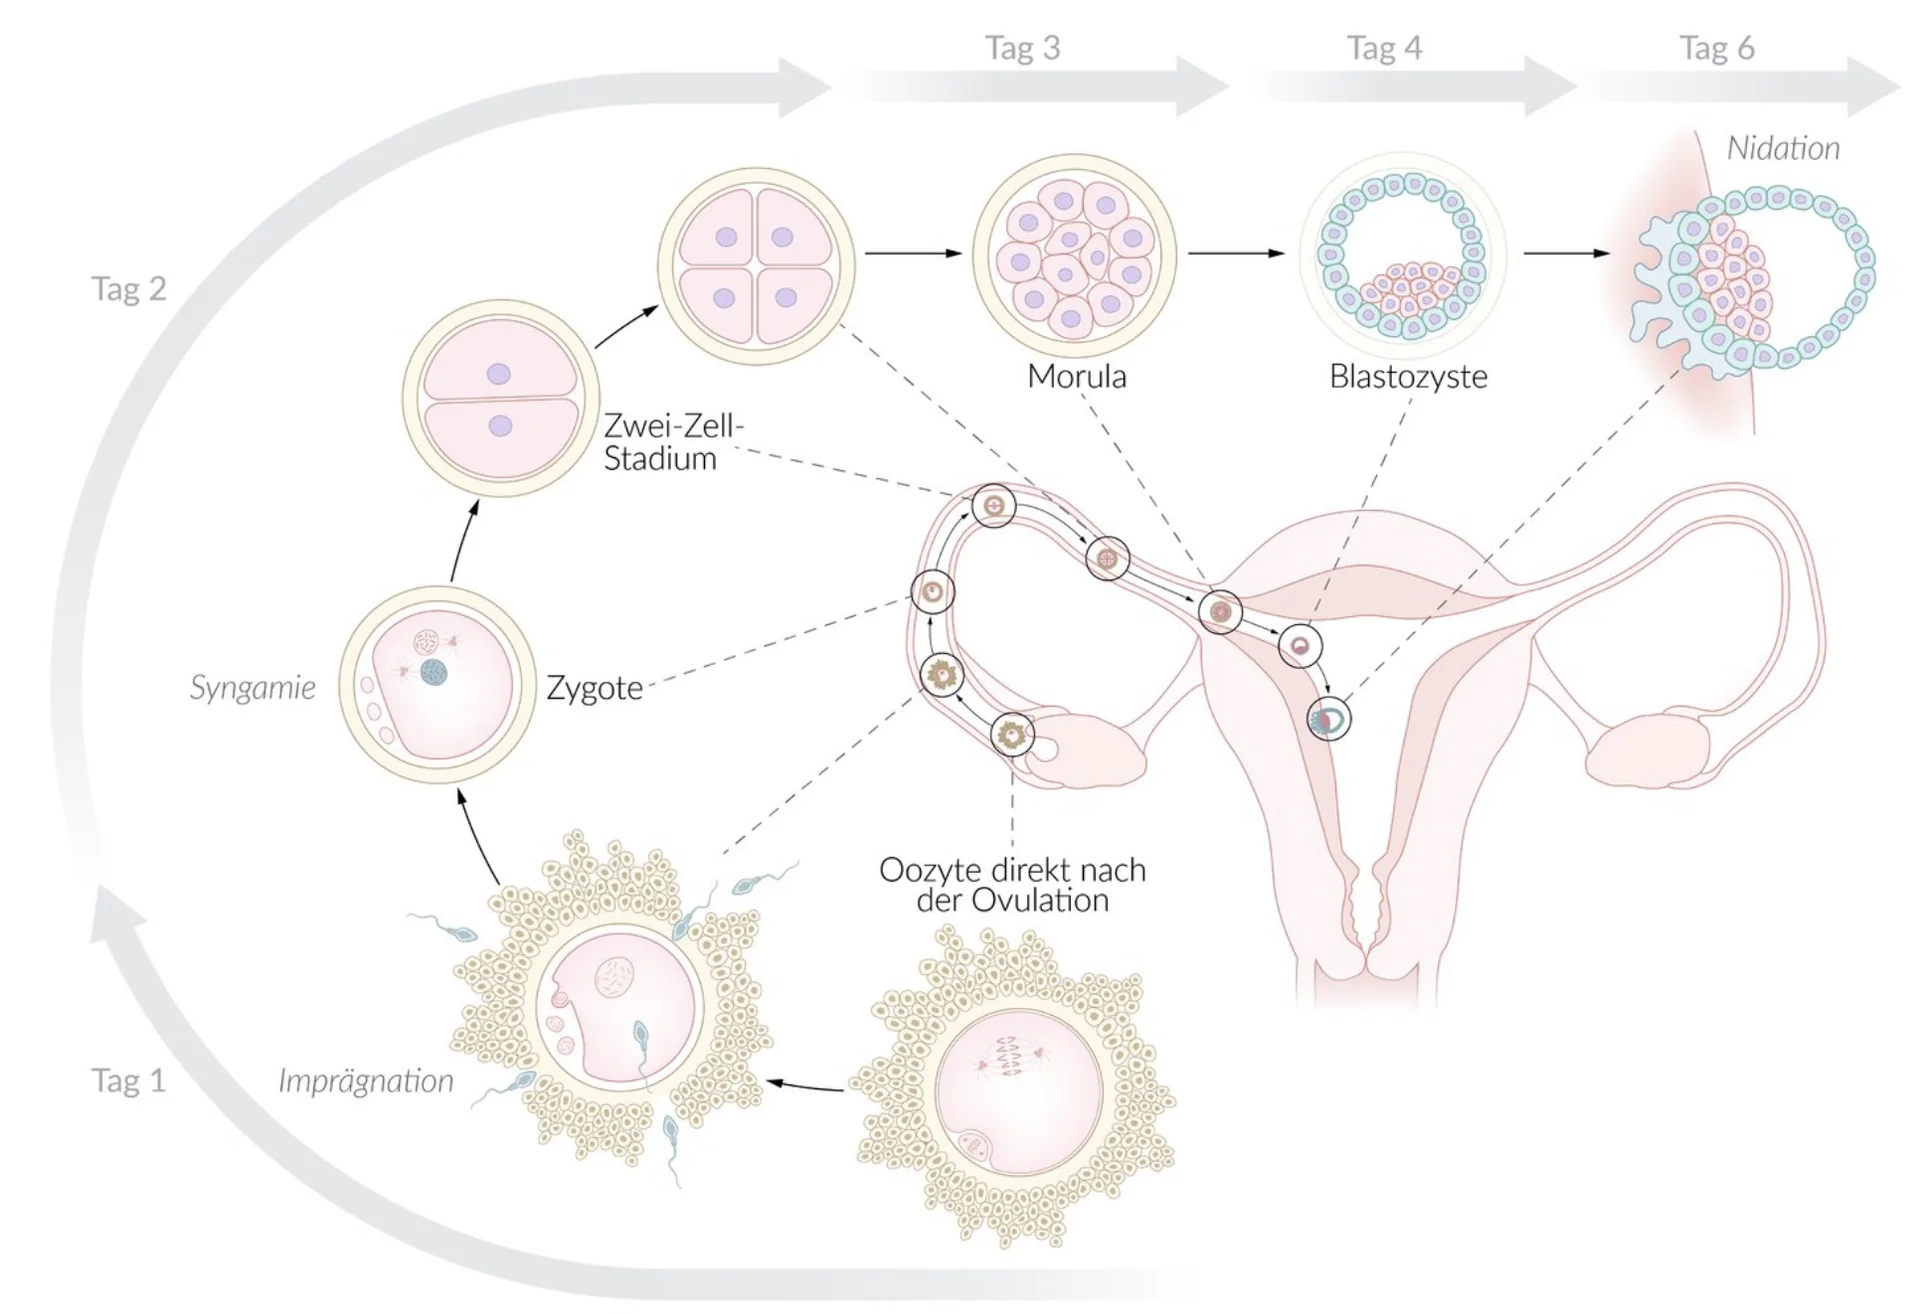 Tag 3
Tag 4
Tag 6
Nidation
Tag 2
Morula
Blastozyste
Zwei-Zell-
Stadium
Syngamie
Zygote
Oozyte direkt nach
der Ovulation
Tag 1
Imprägnation